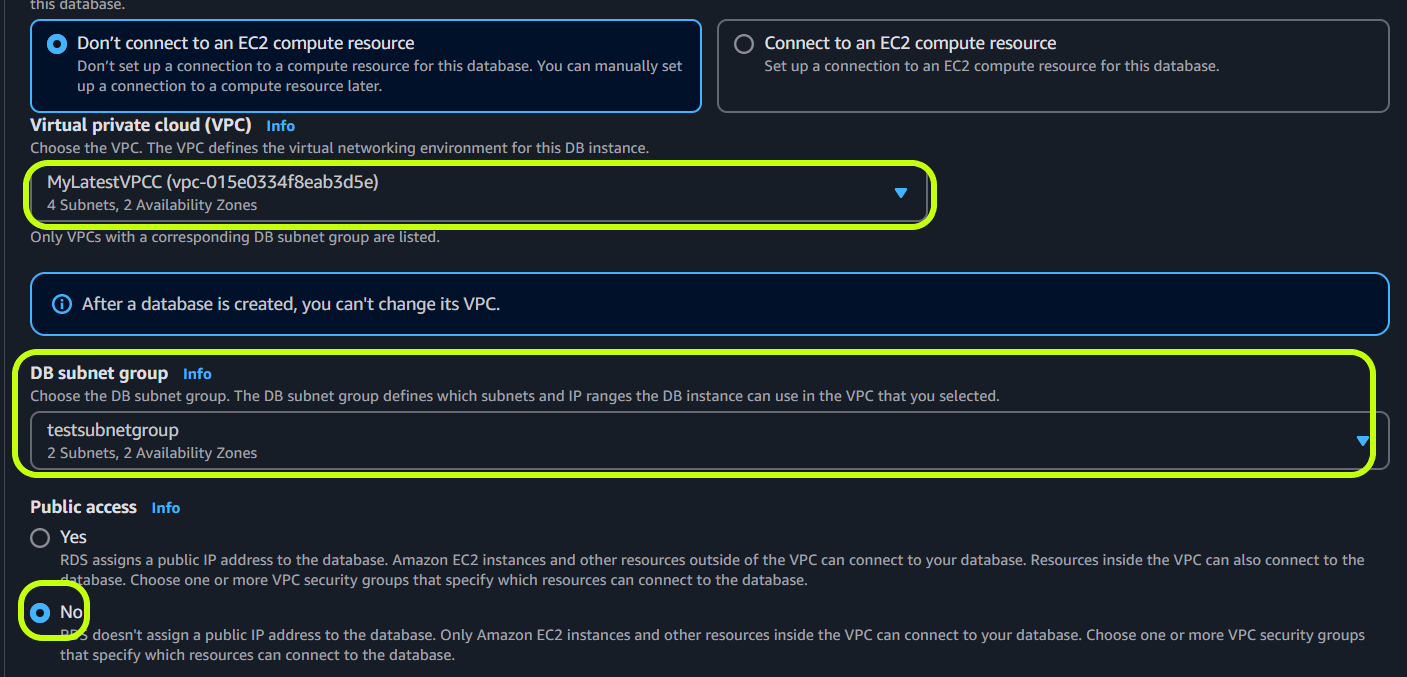 this database.
Don't connect to an EC2 compute resource
Don't set up a connection to a compute resource for this database. You can manually set
up a connection to a compute resource later.
Connect to an EC2 compute resource
Set up a connection to an EC2 compute resource for this database.
Virtual private cloud (VPC) Info
Choose the VPC. The VPC defines the virtual networking environment for this DB instance.
MyLatestVPCC (vpc-015e0334f8eab3d5e)
4 Subnets, 2 Availability Zones
Only VPCs with a corresponding DB subnet group are listed.
After a database is created, you can't change its VPC.
DB subnet group Info
Choose the DB subnet group. The DB subnet group defines which subnets and IP ranges the DB instance can use in the VPC that you selected.
testsubnetgroup
2 Subnets, 2 Availability Zones
Public access Info
Yes
RDS assigns a public IP address to the database. Amazon EC2 instances and other resources outside of the VPC can connect to your database. Resources inside the VPC can also connect to the
database. Choose one or more VPC security groups that specify which resources can connect to the database.
No
RDS doesn't assign a public IP address to the database. Only Amazon EC2 instances and other resources inside the VPC can connect to your database. Choose one or more VPC security groups
that specify which resources can connect to the database.